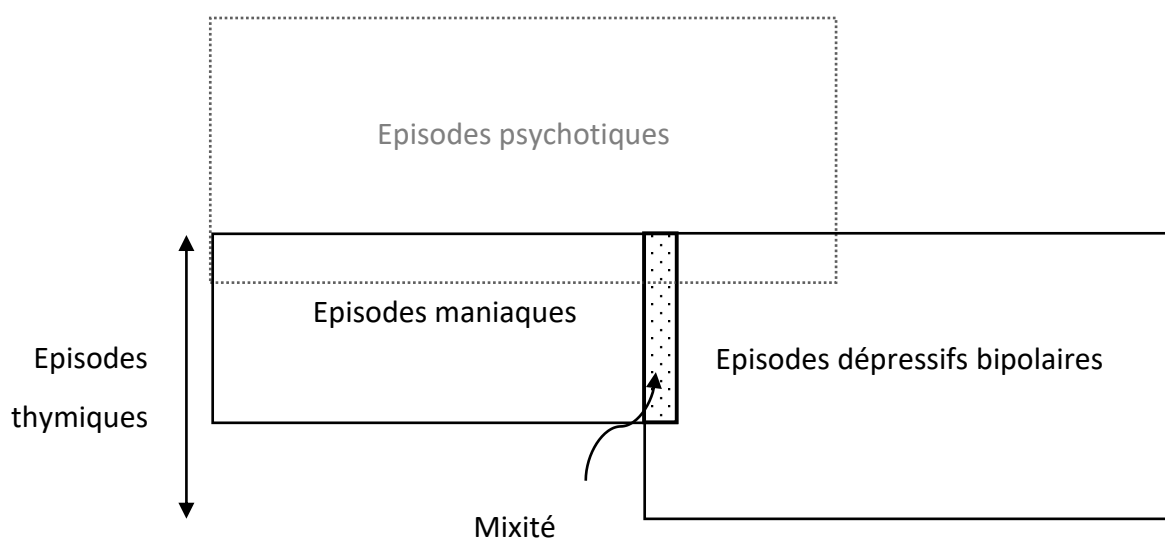 Episodes psychotiques
Episodes maniaques
Episodes
thymiques
Episodes dépressifs bipolaires
Mixité